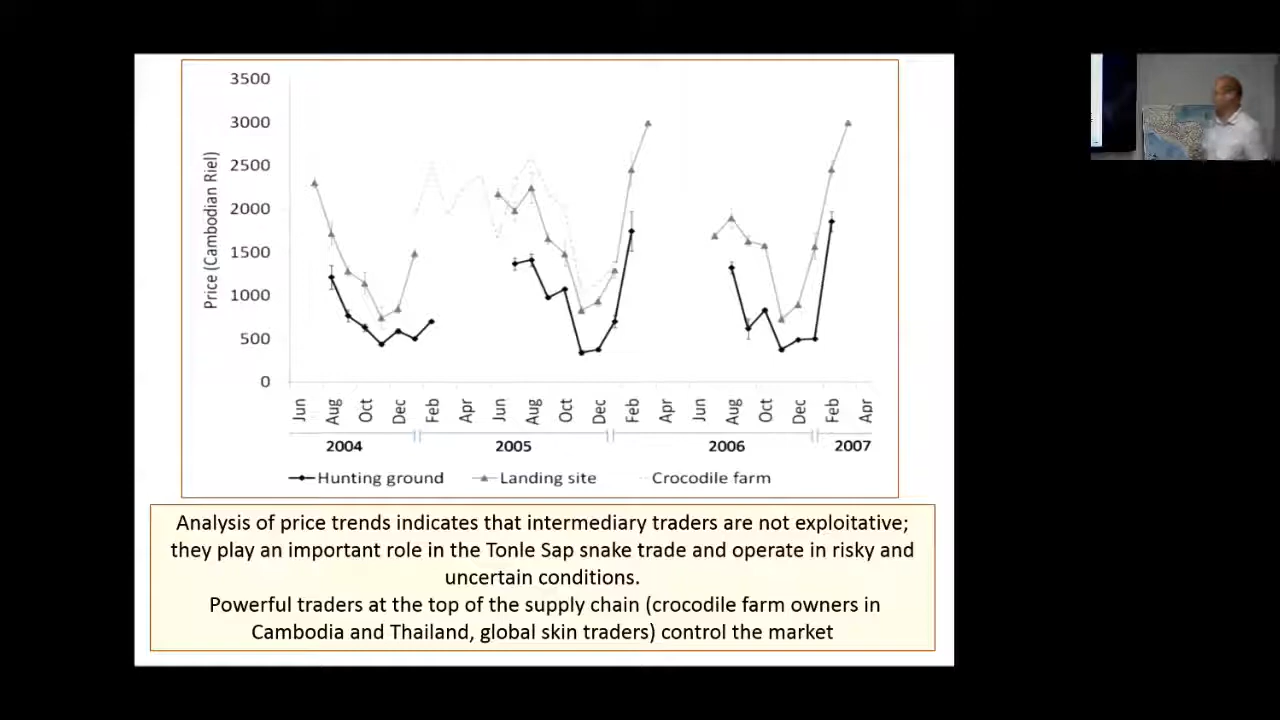 3500
3000
2500
2000
1500
1000
500
0
Price (Cambodian Riel)
Jun Aug Oct Dec Feb Apr Jun Aug Oct Dec Feb Apr Jun Aug Oct Dec Feb Apr
2004 2005 2006 2007
Hunting ground Landing site Crocodile farm
Analysis of price trends indicates that intermediary traders are not exploitative;
they play an important role in the Tonle Sap snake trade and operate in risky and
uncertain conditions.
Powerful traders at the top of the supply chain (crocodile farm owners in
Cambodia and Thailand, global skin traders) control the market